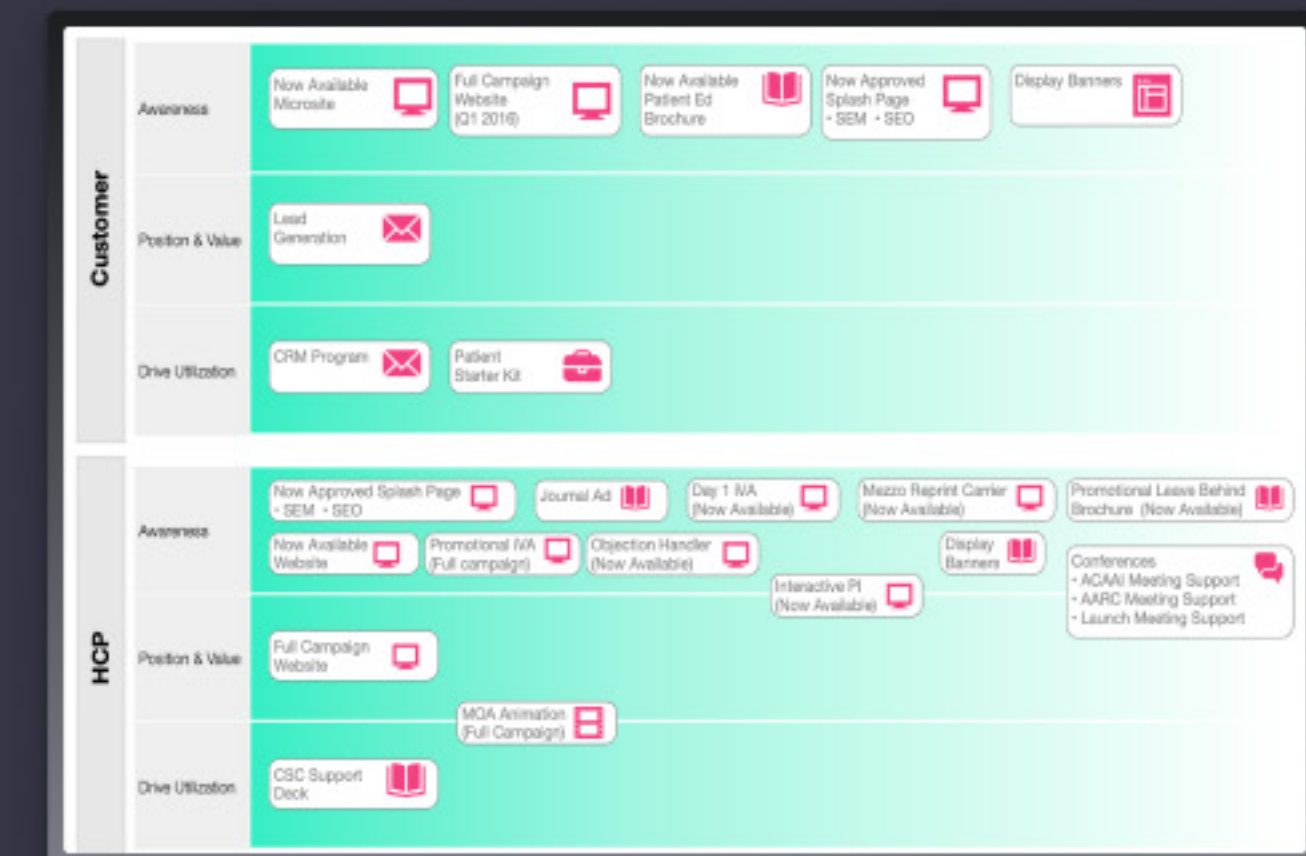 Customer
Awareness
Now Available
Microsite
Full Campaign
Website
(Q1 2016)
Now Available
Patient Ed
Brochure
Now Approved
Splash Page
• SEM • SEO
Display Banners
Position & Value
Lead
Generation
Drive Utilization
CRM Program
Patient
Starter Kit
HCP
Awareness
Now Approved Splash Page
• SEM • SEO
Journal Ad
Day 1 IVA
(Now Available)
Mezzo Reprint Carrier
(Now Available)
Promotional Leave Behind
Brochure (Now Available)
Now Available
Website
Promotional IVA
(Full campaign)
Objection Handler
(Now Available)
Display
Banners
Conferences
• ACAAI Meeting Support
• AARC Meeting Support
• Launch Meeting Support
Interactive PI
(Now Available)
Position & Value
Full Campaign
Website
MOA Animation
(Full Campaign)
Drive Utilization
CSC Support
Deck